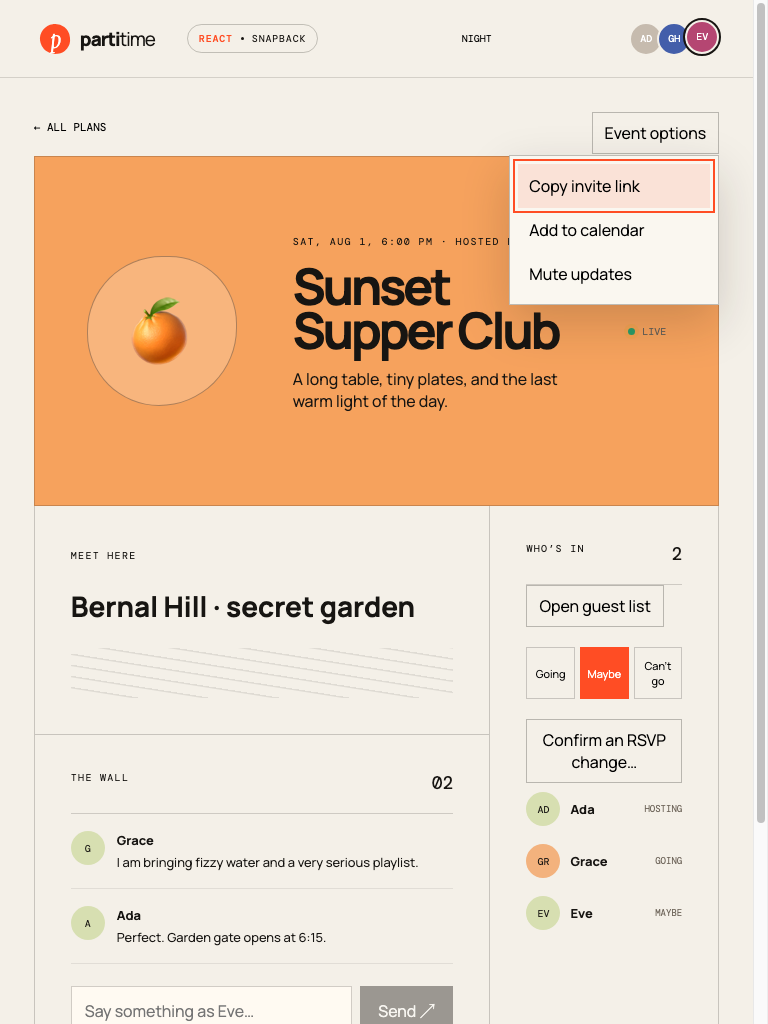 p partitime
REACT • SNAPBACK
NIGHT
AD GH EV
← ALL PLANS
Event options
Copy invite link
Add to calendar
Mute updates
SAT, AUG 1, 6:00 PM · HOSTED
Sunset
Supper Club
LIVE
A long table, tiny plates, and the last
warm light of the day.
MEET HERE
Bernal Hill · secret garden
WHO'S IN
2
Open guest list
Going
Maybe
Can't
go
Confirm an RSVP
change…
AD Ada HOSTING
GR Grace GOING
EV Eve MAYBE
THE WALL
02
G
Grace
I am bringing fizzy water and a very serious playlist.
A
Ada
Perfect. Garden gate opens at 6:15.
Say something as Eve…
Send ↗